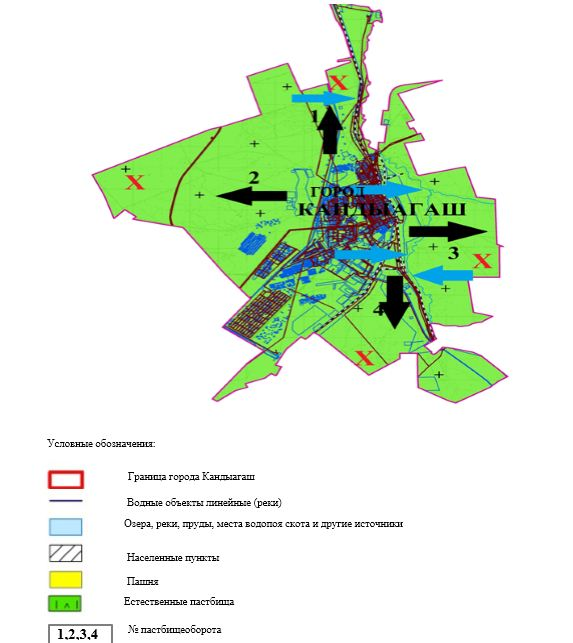 X
1
2
X
ГОРОД
КАНДЫАГАШ
3
X
4
X
Условные обозначения:
Граница города Кандыагаш
Водные объекты линейные (реки)
Озера, реки, пруды, места водопоя скота и другие источники
Населенные пункты
Пашня
Естественные пастбища
1,2,3,4 № пастбищеоборота